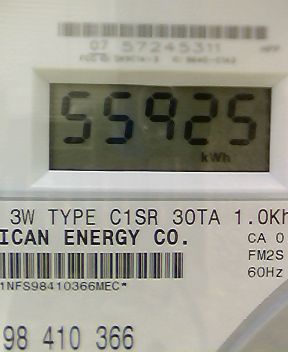 07 57245311
55925
kWh
3W TYPE C1SR 30TA 1.0Kh
ICAN ENERGY CO.
CA 0
FM2S
60Hz
1NFS98410366MEC*
98 410 366